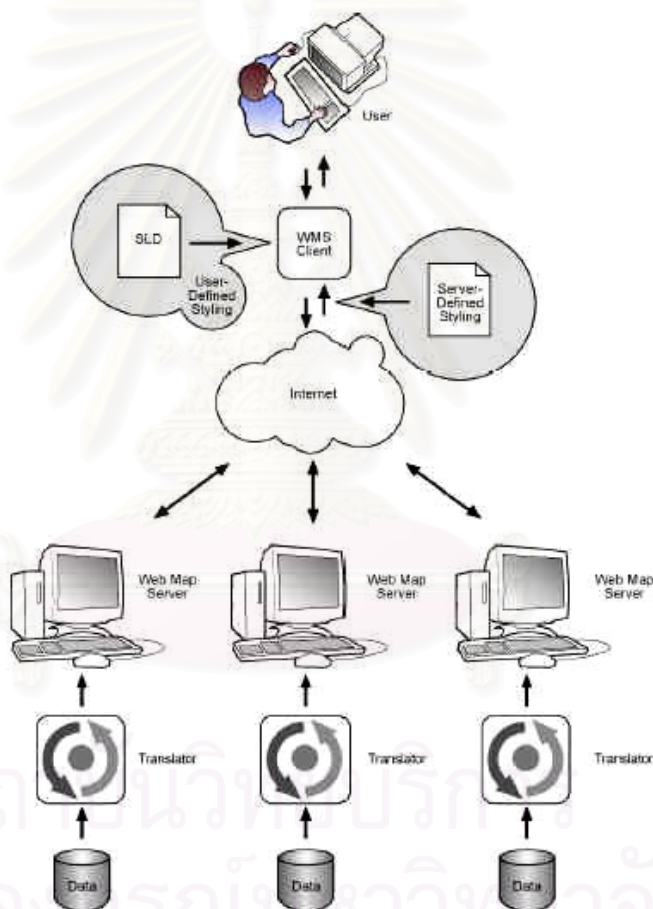 User
SLD
WMS
Client
User-
Defined
Styling
Server-
Defined
Styling
Internet
Web Map
Server
Web Map
Server
Web Map
Server
Translator
Translator
Translator
Data
Data
Data